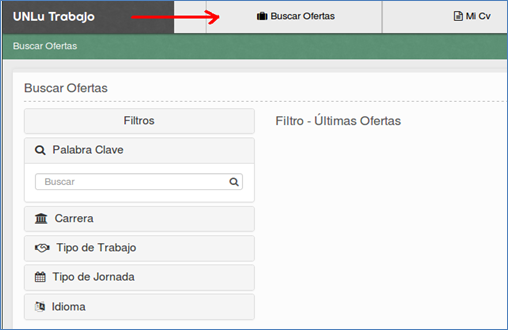 UNLu Trabajo
Buscar Ofertas
Mi Cv
Buscar Ofertas
Buscar Ofertas
Filtros
Filtro - Últimas Ofertas
Palabra Clave
Buscar
Carrera
Tipo de Trabajo
Tipo de Jornada
Idioma